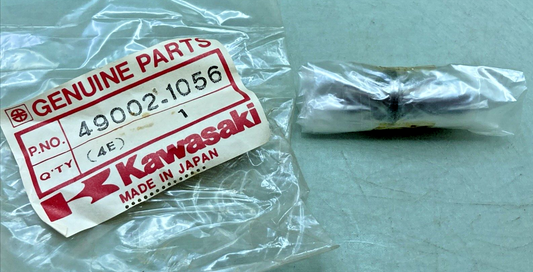 GENUINE PARTS
P.NO. 49002-1056
Q'TY (4E) 1
Kawasaki
MADE IN JAPAN